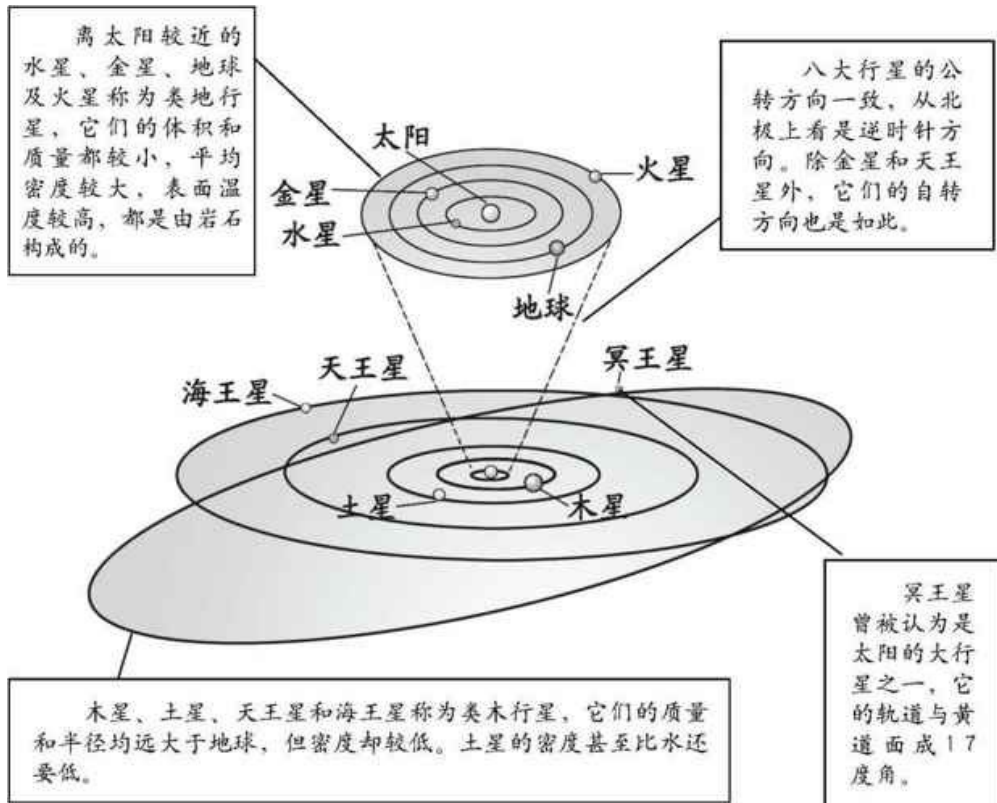 离太阳较近的
水星、金星、地球
及火星称为类地行
星，它们的体积和
质量都较小，平均
密度较大，表面温
度较高，都是由岩石
构成的。
八大行星的公
转方向一致，从北
极上看是逆时针方
向。除金星和天王
星外，它们的自转
方向也是如此。
太阳
火星
金星
水星
地球
冥王星
天王星
海王星
土星
木星
冥王星
曾被认为是
太阳的大行
星之一，它
的轨道与黄
道面成17
度角。
木星、土星、天王星和海王星称为类木行星，它们的质量
和半径均远大于地球，但密度却较低。土星的密度甚至比水还
要低。